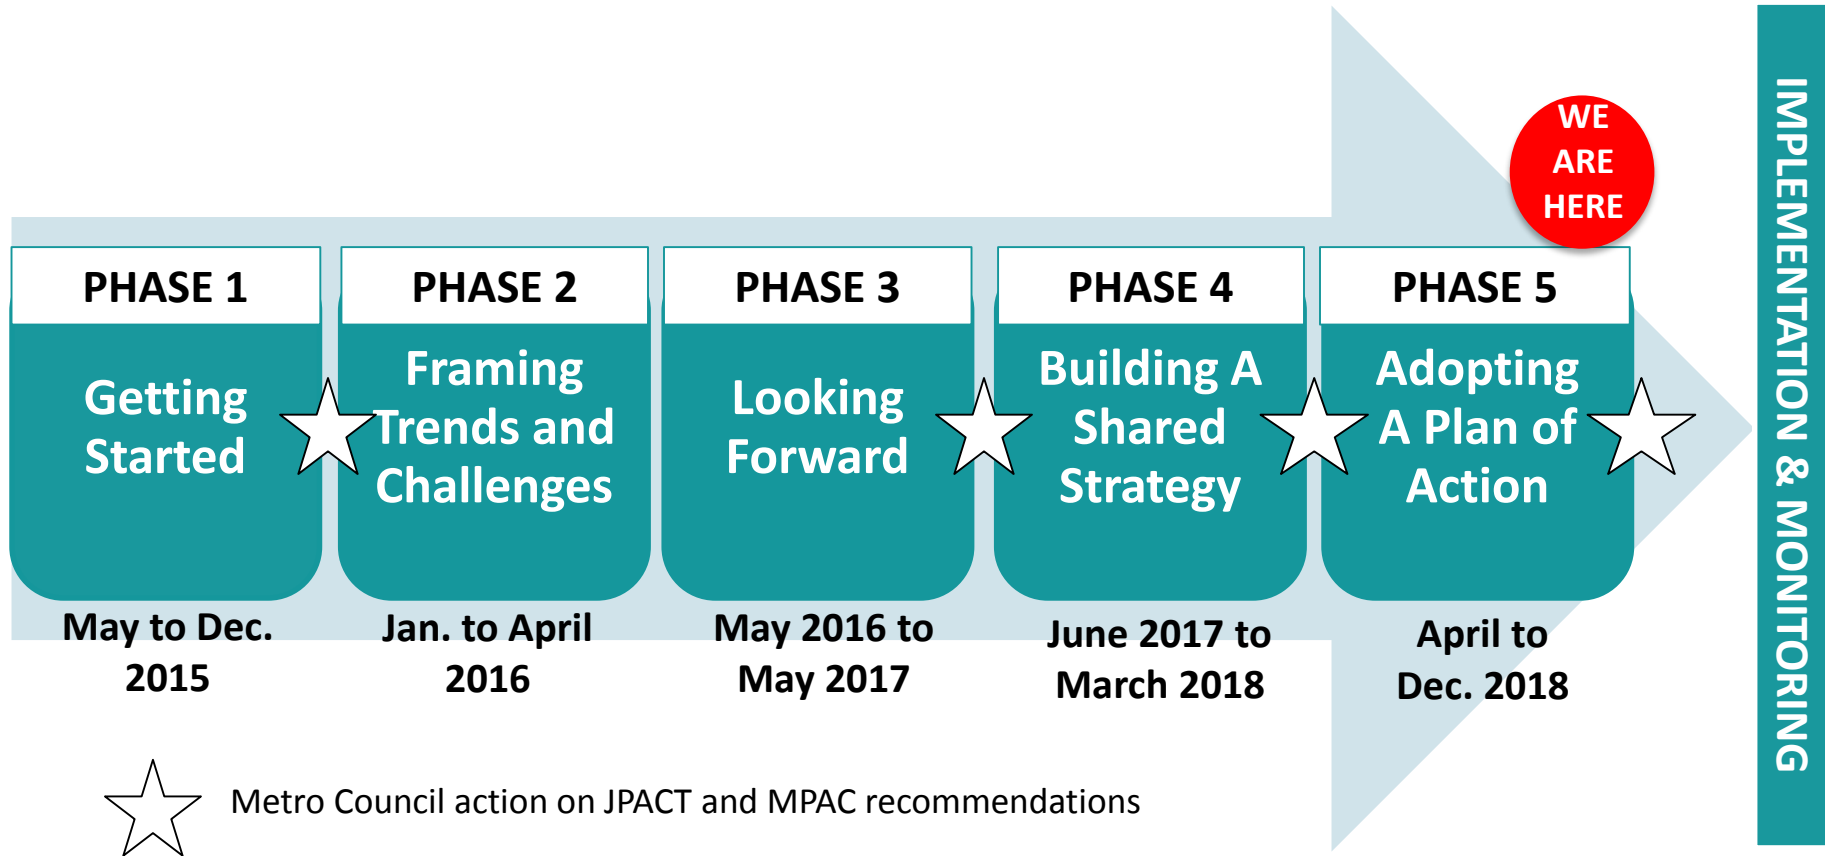 WE
ARE
HERE
PHASE 1
Getting
Started
May to Dec.
2015
PHASE 2
Framing
Trends and
Challenges
Jan. to April
2016
PHASE 3
Looking
Forward
May 2016 to
May 2017
PHASE 4
Building A
Shared
Strategy
June 2017 to
March 2018
PHASE 5
Adopting
A Plan of
Action
April to
Dec. 2018
IMPLEMENTATION & MONITORING
Metro Council action on JPACT and MPAC recommendations